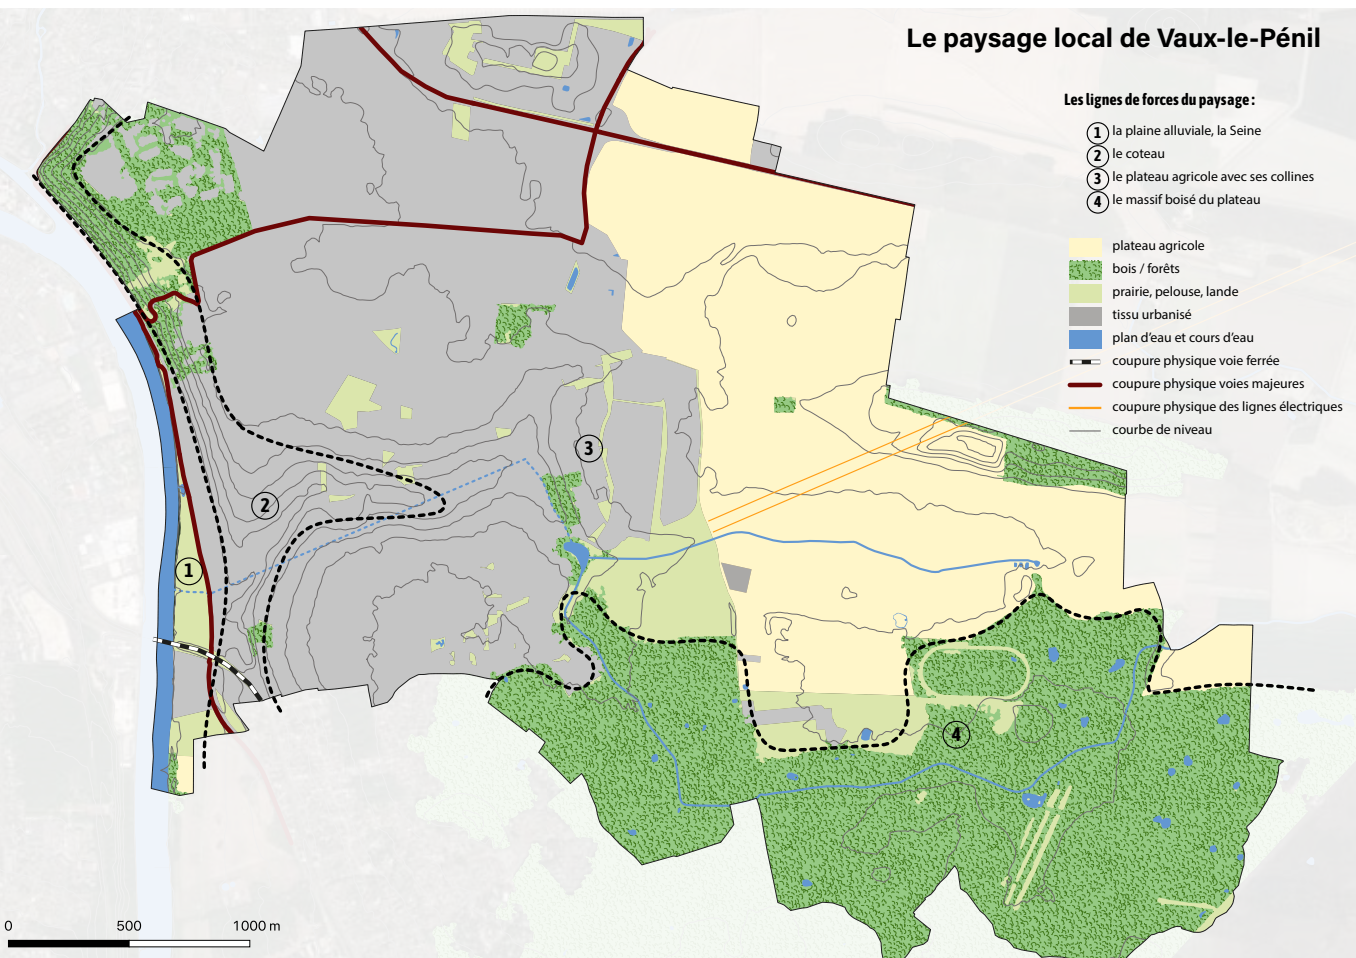 Le paysage local de Vaux-le-Pénil
Les lignes de forces du paysage :
1 la plaine alluviale, la Seine
2 le coteau
3 le plateau agricole avec ses collines
4 le massif boisé du plateau
plateau agricole
bois / forêts
prairie, pelouse, lande
tissu urbanisé
plan d'eau et cours d'eau
coupure physique voie ferrée
coupure physique voies majeures
coupure physique des lignes électriques
courbe de niveau
3
2
1
4
0 500 1000 m